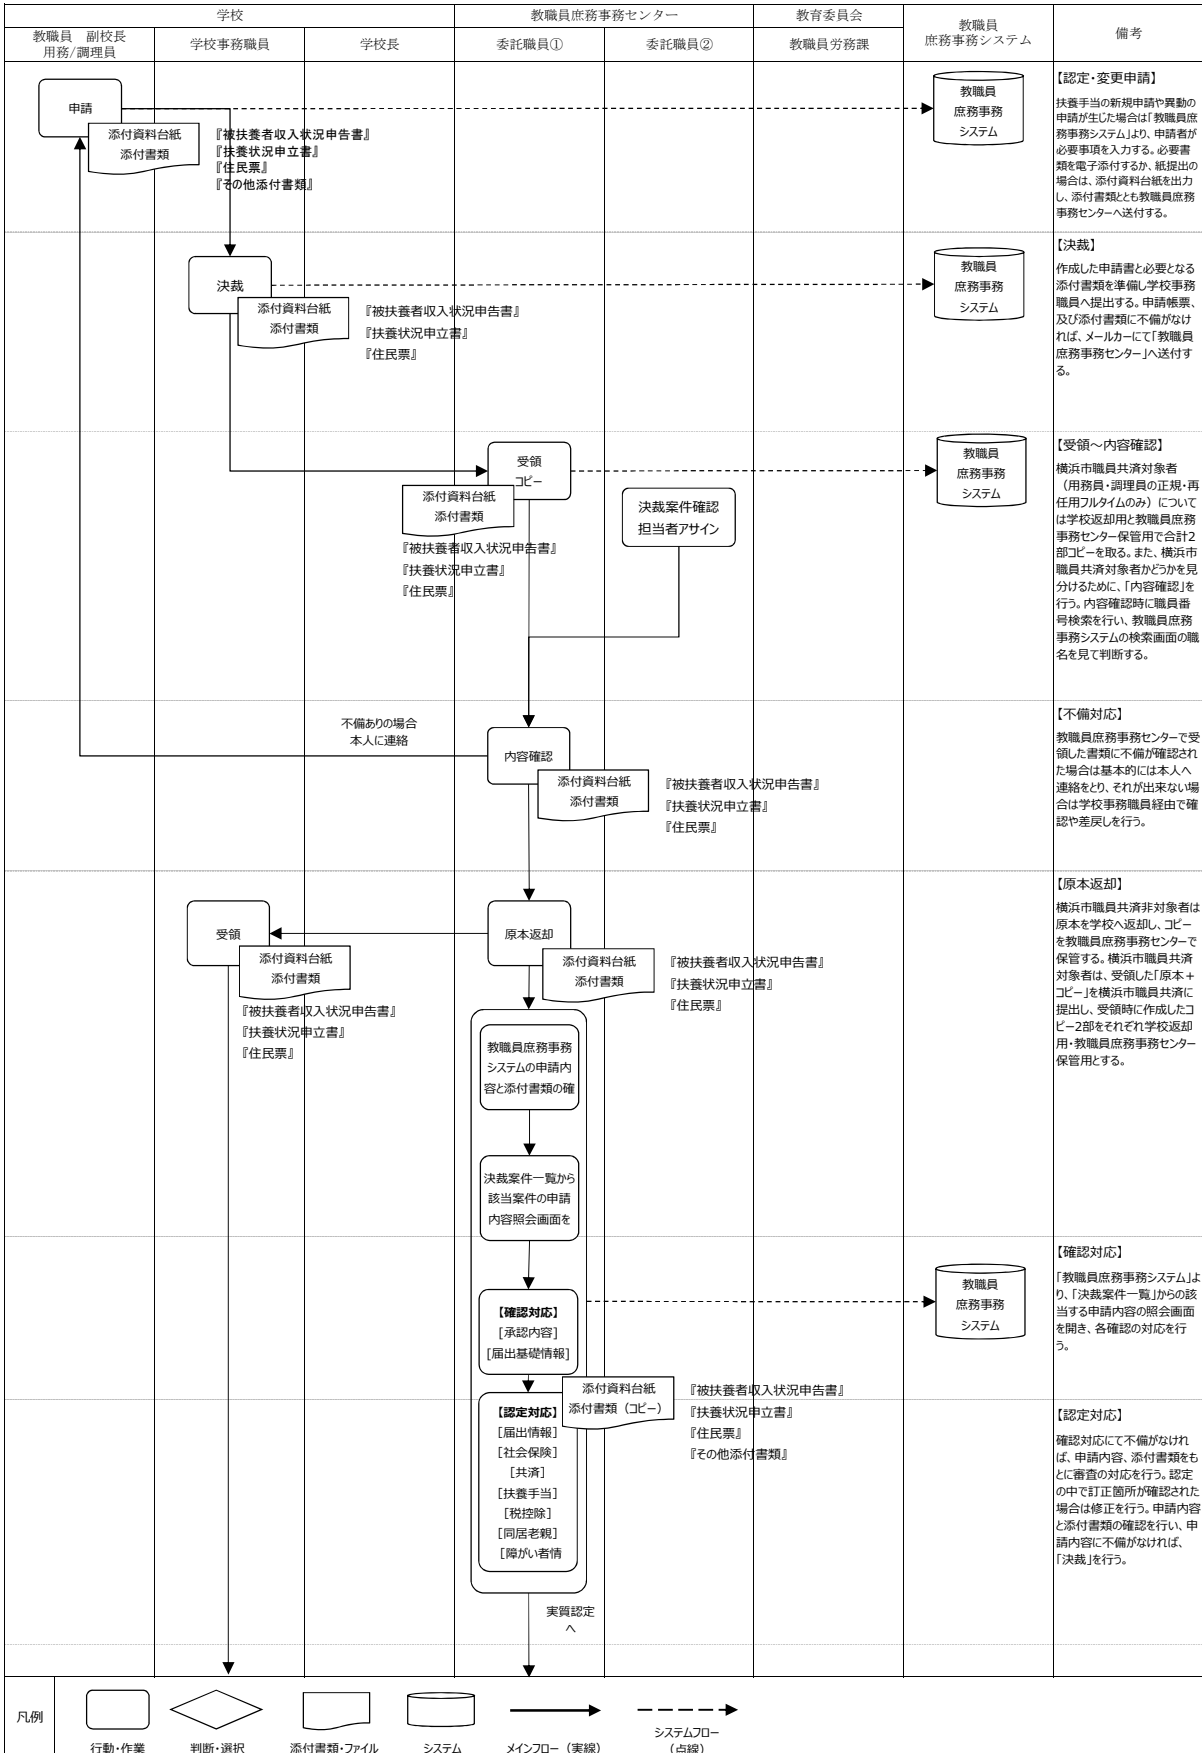 学校
教職員庶務事務センター
教育委員会
教職員
庶務事務システム
備考
教職員　副校長
用務/調理員
学校事務職員
学校長
委託職員①
委託職員②
教職員労務課
申請
添付資料台紙
添付書類
『被扶養者収入状況申告書』
『扶養状況申立書』
『住民票』
『その他添付書類』
教職員
庶務事務
システム
【認定・変更申請】
扶養手当の新規申請や異動の
申請が生じた場合は「教職員庶
務事務システム」より、申請者が
必要事項を入力する。必要書
類を電子添付するか、紙提出の
場合は、添付資料台紙を出力
し、添付書類ととも教職員庶務
事務センターへ送付する。
決裁
添付資料台紙
添付書類
『被扶養者収入状況申告書』
『扶養状況申立書』
『住民票』
教職員
庶務事務
システム
【決裁】
作成した申請書と必要となる
添付書類を準備し学校事務
職員へ提出する。申請帳票、
及び添付書類に不備がなけ
れば、メールカーにて「教職員
庶務事務センター」へ送付す
る。
受領
コピー
添付資料台紙
添付書類
『被扶養者収入状況申告書』
『扶養状況申立書』
『住民票』
決裁案件確認
担当者アサイン
教職員
庶務事務
システム
【受領～内容確認】
横浜市職員共済対象者
（用務員・調理員の正規・再
任用フルタイムのみ）について
は学校返却用と教職員庶務
事務センター保管用で合計2
部コピーを取る。また、横浜市
職員共済対象者かどうかを見
分けるために、「内容確認」を
行う。内容確認時に職員番
号検索を行い、教職員庶務
事務システムの検索画面の職
名を見て判断する。
不備ありの場合
本人に連絡
内容確認
添付資料台紙
添付書類
『被扶養者収入状況申告書』
『扶養状況申立書』
『住民票』
【不備対応】
教職員庶務事務センターで受
領した書類に不備が確認され
た場合は基本的には本人へ
連絡をとり、それが出来ない場
合は学校事務職員経由で確
認や差戻しを行う。
受領
添付資料台紙
添付書類
『被扶養者収入状況申告書』
『扶養状況申立書』
『住民票』
原本返却
添付資料台紙
添付書類
『被扶養者収入状況申告書』
『扶養状況申立書』
『住民票』
【原本返却】
横浜市職員共済非対象者は
原本を学校へ返却し、コピー
を教職員庶務事務センターで
保管する。横浜市職員共済
対象者は、受領した「原本＋
コピー」を横浜市職員共済に
提出し、受領時に作成したコ
ピー2部をそれぞれ学校返却
用・教職員庶務事務センター
保管用とする。
教職員庶務事務
システムの申請内
容と添付書類の確
決裁案件一覧から
該当案件の申請
内容照会画面を
【確認対応】
[承認内容]
[届出基礎情報]
教職員
庶務事務
システム
【確認対応】
「教職員庶務事務システム」よ
り、「決裁案件一覧」からの該
当する申請内容の照会画面
を開き、各確認の対応を行
う。
添付資料台紙
添付書類（コピー）
『被扶養者収入状況申告書』
『扶養状況申立書』
『住民票』
『その他添付書類』
【認定対応】
[届出情報]
[社会保険]
[共済]
[扶養手当]
[税控除]
[同居老親]
[障がい者情
【認定対応】
確認対応にて不備がなけれ
ば、申請内容、添付書類をも
とに審査の対応を行う。認定
の中で訂正箇所が確認された
場合は修正を行う。申請内容
と添付書類の確認を行い、申
請内容に不備がなければ、
「決裁」を行う。
実質認定
へ
凡例
行動・作業
判断・選択
添付書類・ファイル
システム
メインフロー（実線）
システムフロー
（点線）